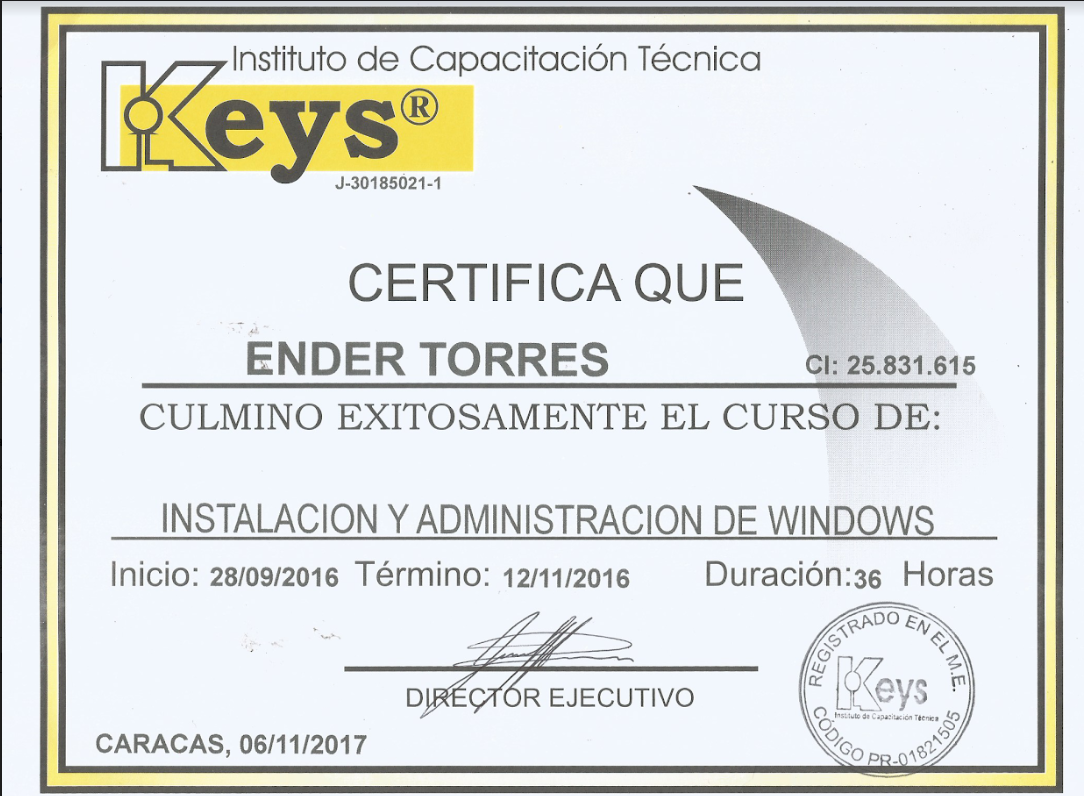 Instituto de Capacitación Técnica
Keys®
J-30185021-1
CERTIFICA QUE
ENDER TORRES CI: 25.831.615
CULMINO EXITOSAMENTE EL CURSO DE:
INSTALACION Y ADMINISTRACION DE WINDOWS
Inicio: 28/09/2016 Término: 12/11/2016 Duración:36 Horas
DIRECTOR EJECUTIVO
REGISTRADO EN EL M.E.
Keys
Instituto de Capacitación Técnica
CÓDIGO PR-01821505
CARACAS, 06/11/2017